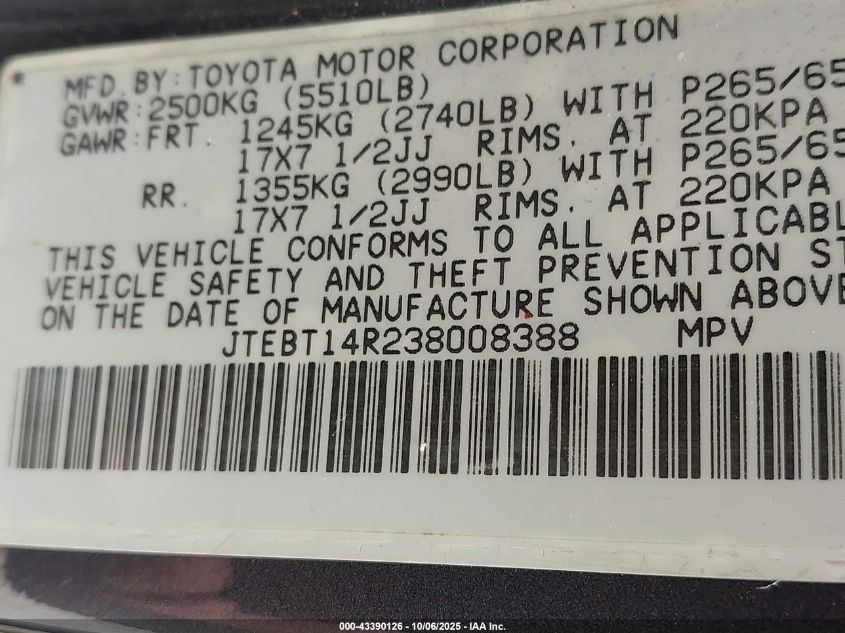 MFD. BY: TOYOTA MOTOR CORPORATION
GVWR: 2500KG (5510LB)
GAWR: FRT. 1245KG (2740LB) WITH P265/65
17X7 1/2JJ RIMS. AT 220KPA
RR. 1355KG (2990LB) WITH P265/65
17X7 1/2JJ RIMS. AT 220KPA
THIS VEHICLE CONFORMS TO ALL APPLICABL
VEHICLE SAFETY AND THEFT PREVENTION ST
ON THE DATE OF MANUFACTURE SHOWN ABOVE
JTEBT14R238008388 MPV
000-43390126 - 10/06/2025 - IAA Inc.